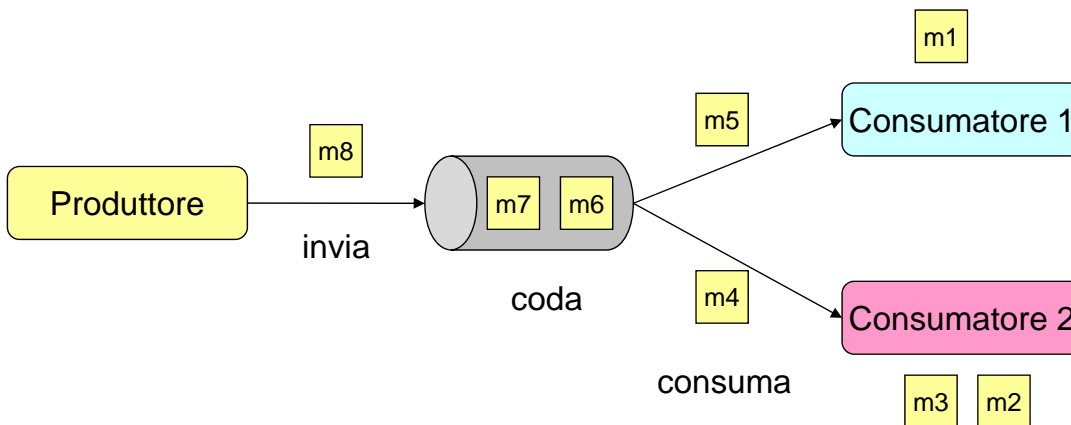 m1
m5
Consumatore 1
m8
Produttore
m7
m6
invia
coda
m4
Consumatore 2
consuma
m3
m2